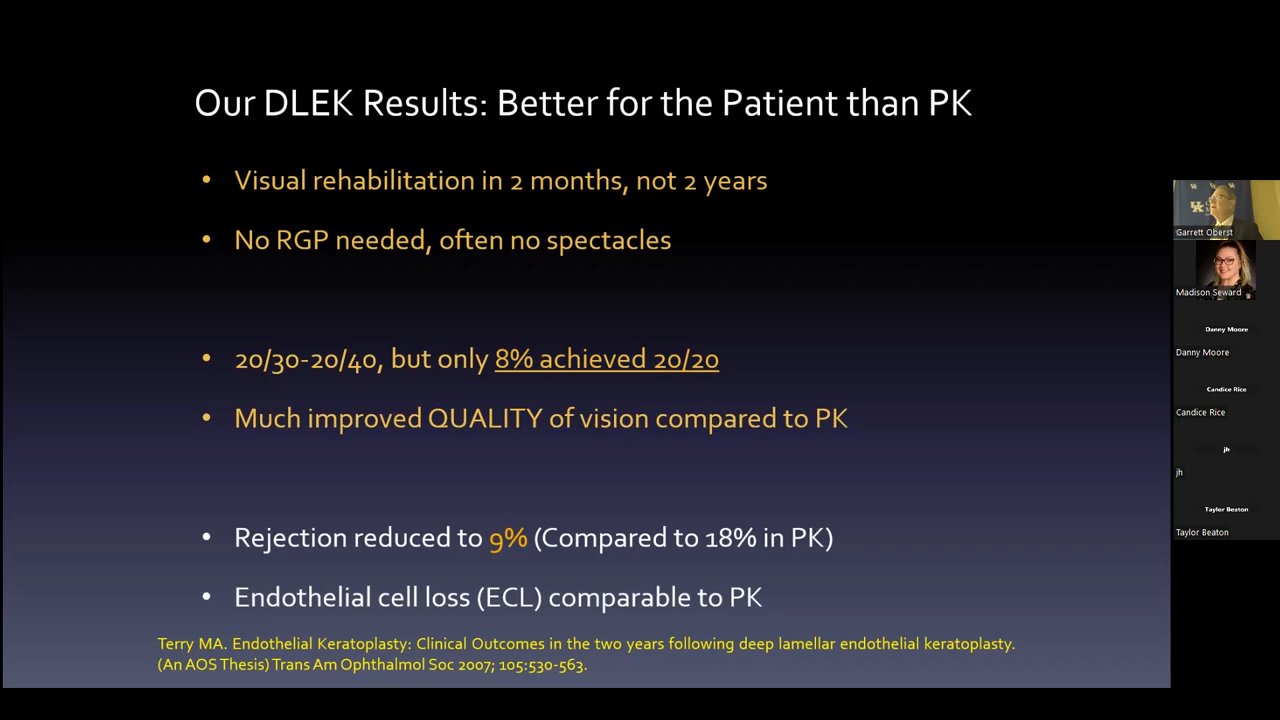 Our DLEK Results: Better for the Patient than PK
• Visual rehabilitation in 2 months, not 2 years
• No RGP needed, often no spectacles
• 20/30-20/40, but only 8% achieved 20/20
• Much improved QUALITY of vision compared to PK
• Rejection reduced to 9% (Compared to 18% in PK)
• Endothelial cell loss (ECL) comparable to PK
Terry MA. Endothelial Keratoplasty: Clinical Outcomes in the two years following deep lamellar endothelial keratoplasty.
(An AOS Thesis) Trans Am Ophthalmol Soc 2007; 105:530-563.
UK
Garrett Oberst
Madison Seward
Danny Moore
Danny Moore
Candice Rice
Candice Rice
jh
jh
Taylor Beaton
Taylor Beaton